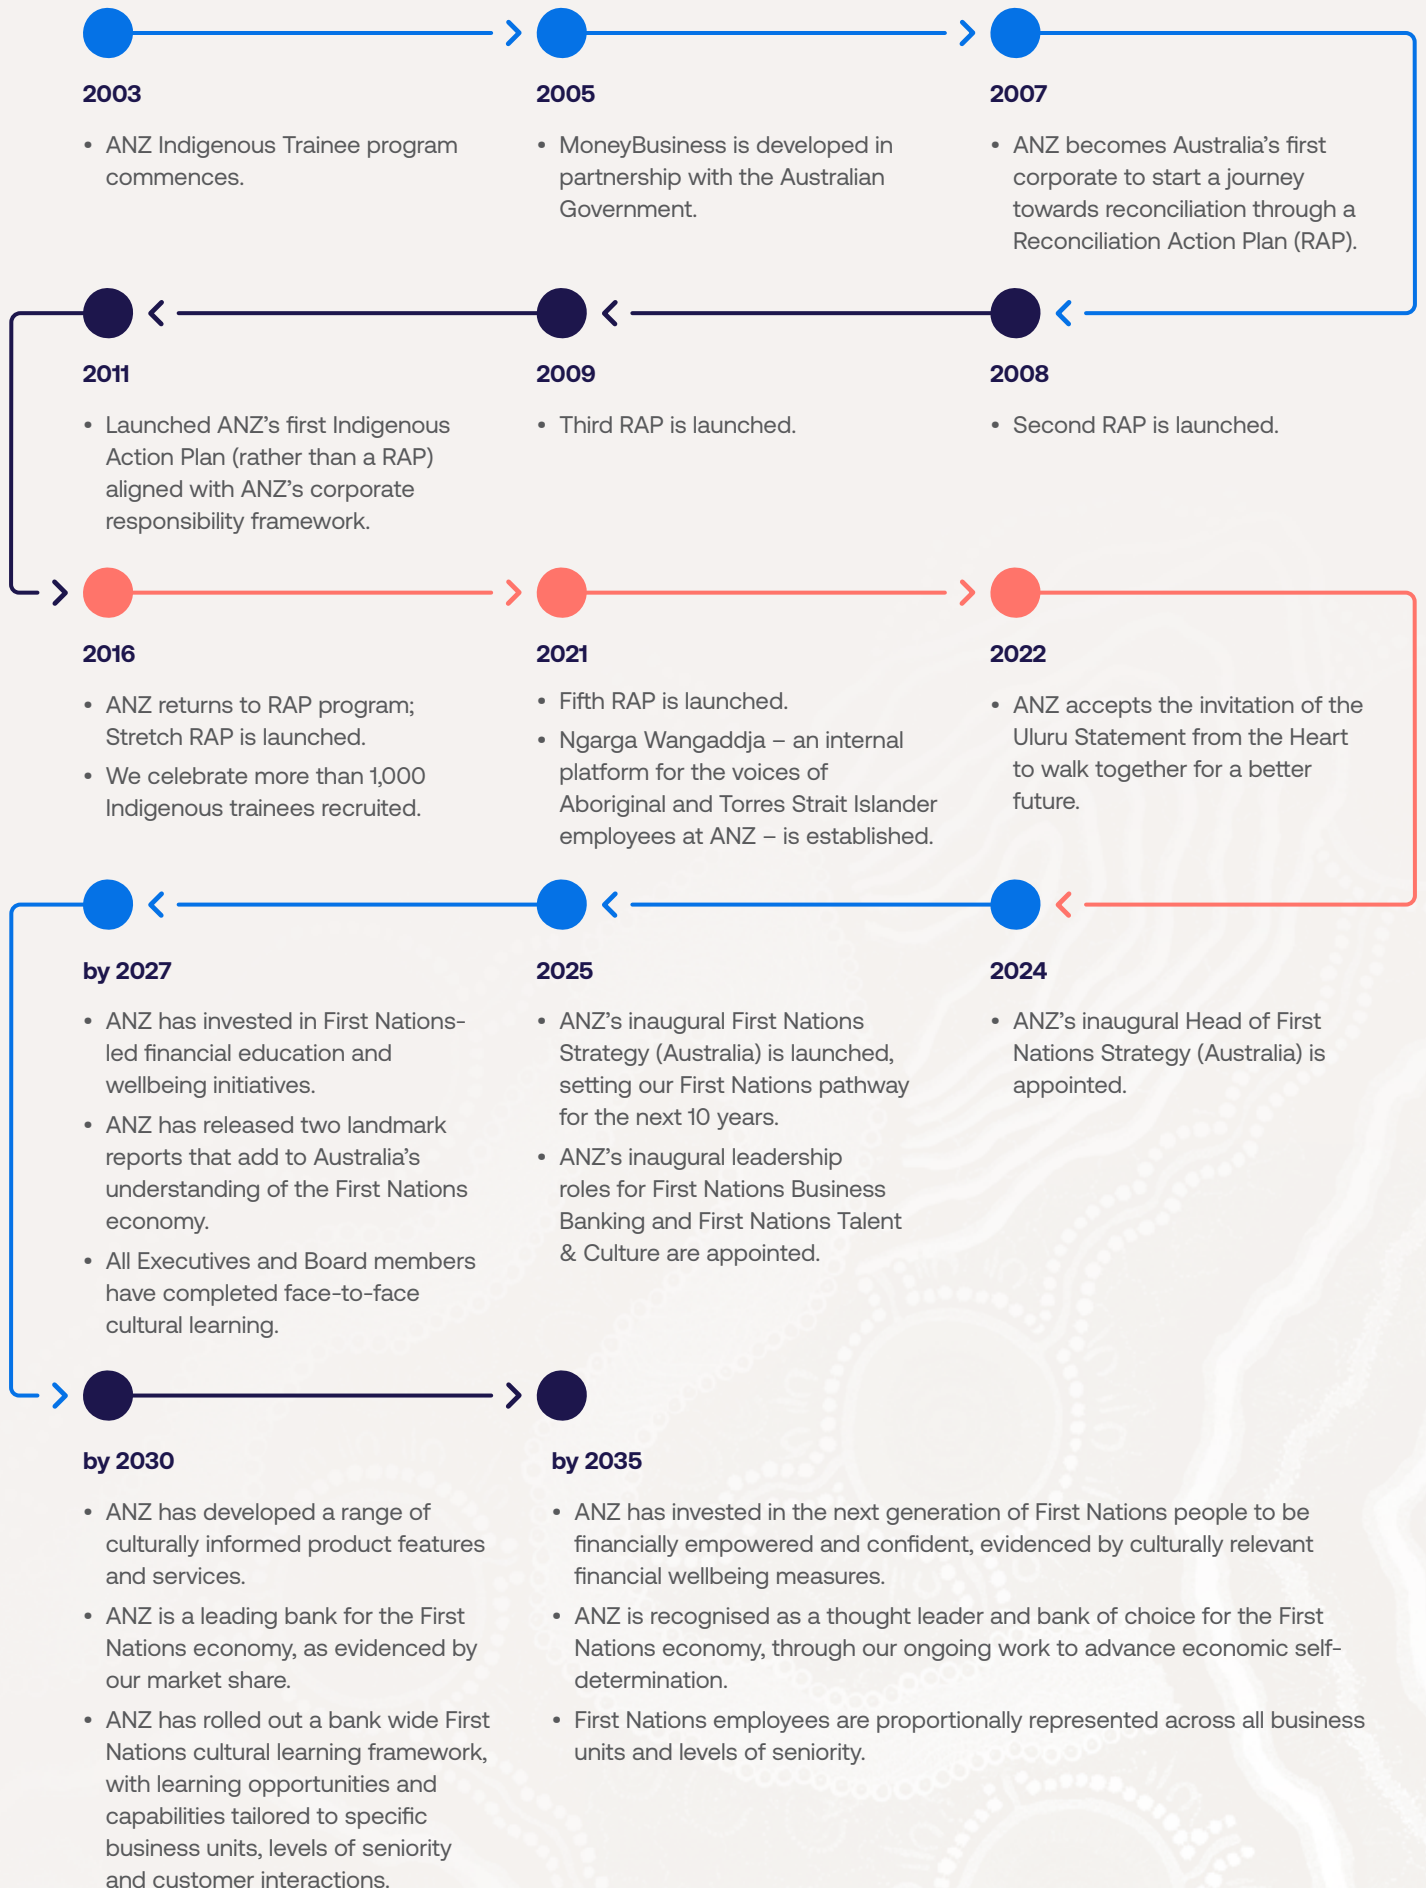 2003
• ANZ Indigenous Trainee program
commences.
2005
• MoneyBusiness is developed in
partnership with the Australian
Government.
2007
• ANZ becomes Australia’s first
corporate to start a journey
towards reconciliation through a
Reconciliation Action Plan (RAP).
2008
• Second RAP is launched.
2009
• Third RAP is launched.
2011
• Launched ANZ’s first Indigenous
Action Plan (rather than a RAP)
aligned with ANZ’s corporate
responsibility framework.
2016
• ANZ returns to RAP program;
Stretch RAP is launched.
• We celebrate more than 1,000
Indigenous trainees recruited.
2021
• Fifth RAP is launched.
• Ngarga Wangaddja – an internal
platform for the voices of
Aboriginal and Torres Strait Islander
employees at ANZ – is established.
2022
• ANZ accepts the invitation of the
Uluru Statement from the Heart
to walk together for a better
future.
2024
• ANZ’s inaugural Head of First
Nations Strategy (Australia) is
appointed.
2025
• ANZ’s inaugural First Nations
Strategy (Australia) is launched,
setting our First Nations pathway
for the next 10 years.
• ANZ’s inaugural leadership
roles for First Nations Business
Banking and First Nations Talent
& Culture are appointed.
by 2027
• ANZ has invested in First Nations-
led financial education and
wellbeing initiatives.
• ANZ has released two landmark
reports that add to Australia’s
understanding of the First Nations
economy.
• All Executives and Board members
have completed face-to-face
cultural learning.
by 2030
• ANZ has developed a range of
culturally informed product features
and services.
• ANZ is a leading bank for the First
Nations economy, as evidenced by
our market share.
• ANZ has rolled out a bank wide First
Nations cultural learning framework,
with learning opportunities and
capabilities tailored to specific
business units, levels of seniority
and customer interactions.
by 2035
• ANZ has invested in the next generation of First Nations people to be
financially empowered and confident, evidenced by culturally relevant
financial wellbeing measures.
• ANZ is recognised as a thought leader and bank of choice for the First
Nations economy, through our ongoing work to advance economic self-
determination.
• First Nations employees are proportionally represented across all business
units and levels of seniority.